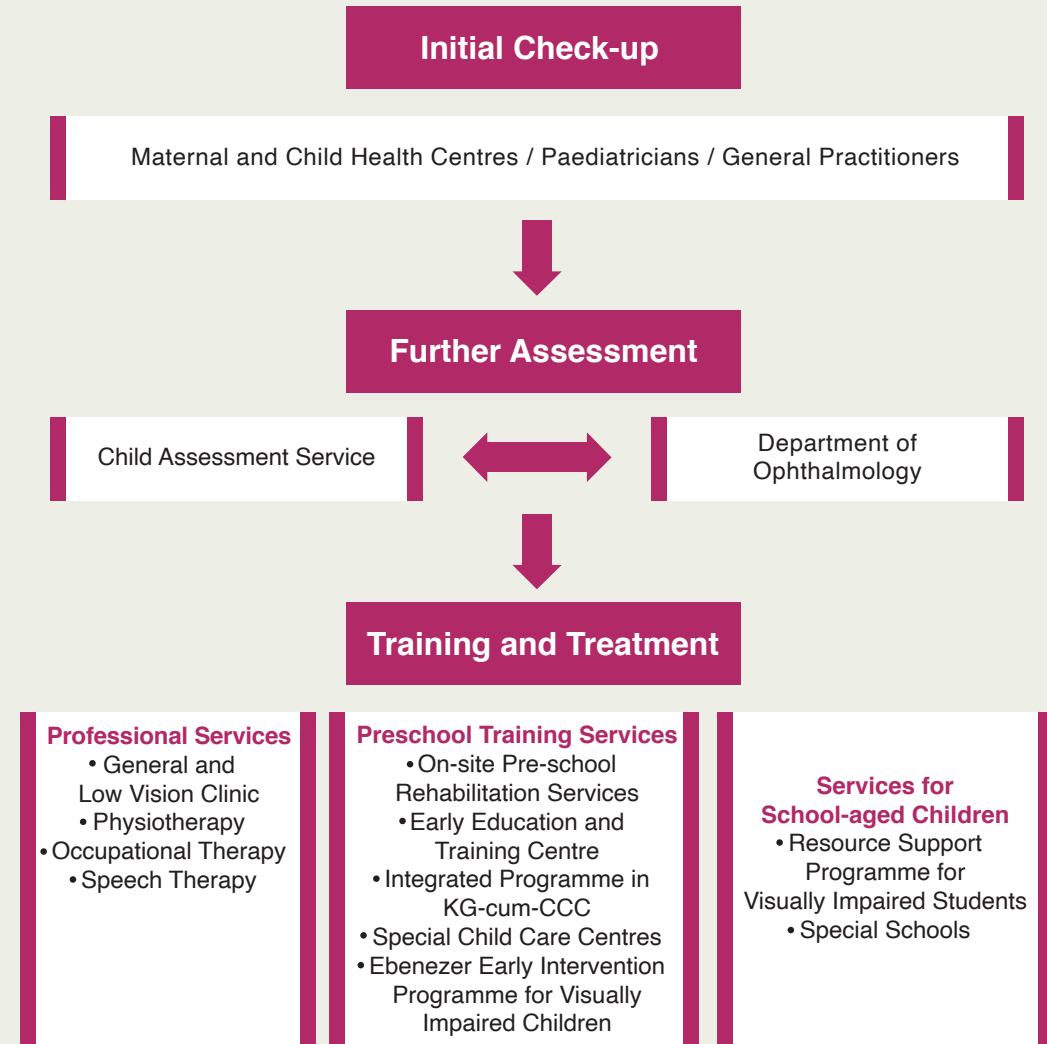 Initial Check-up
Maternal and Child Health Centres / Paediatricians / General Practitioners
Further Assessment
Child Assessment Service
Department of
Ophthalmology
Training and Treatment
Professional Services
• General and
Low Vision Clinic
• Physiotherapy
• Occupational Therapy
• Speech Therapy
Preschool Training Services
• On-site Pre-school
Rehabilitation Services
• Early Education and
Training Centre
• Integrated Programme in
KG-cum-CCC
• Special Child Care Centres
• Ebenezer Early Intervention
Programme for Visually
Impaired Children
Services for
School-aged Children
• Resource Support
Programme for
Visually Impaired Students
• Special Schools